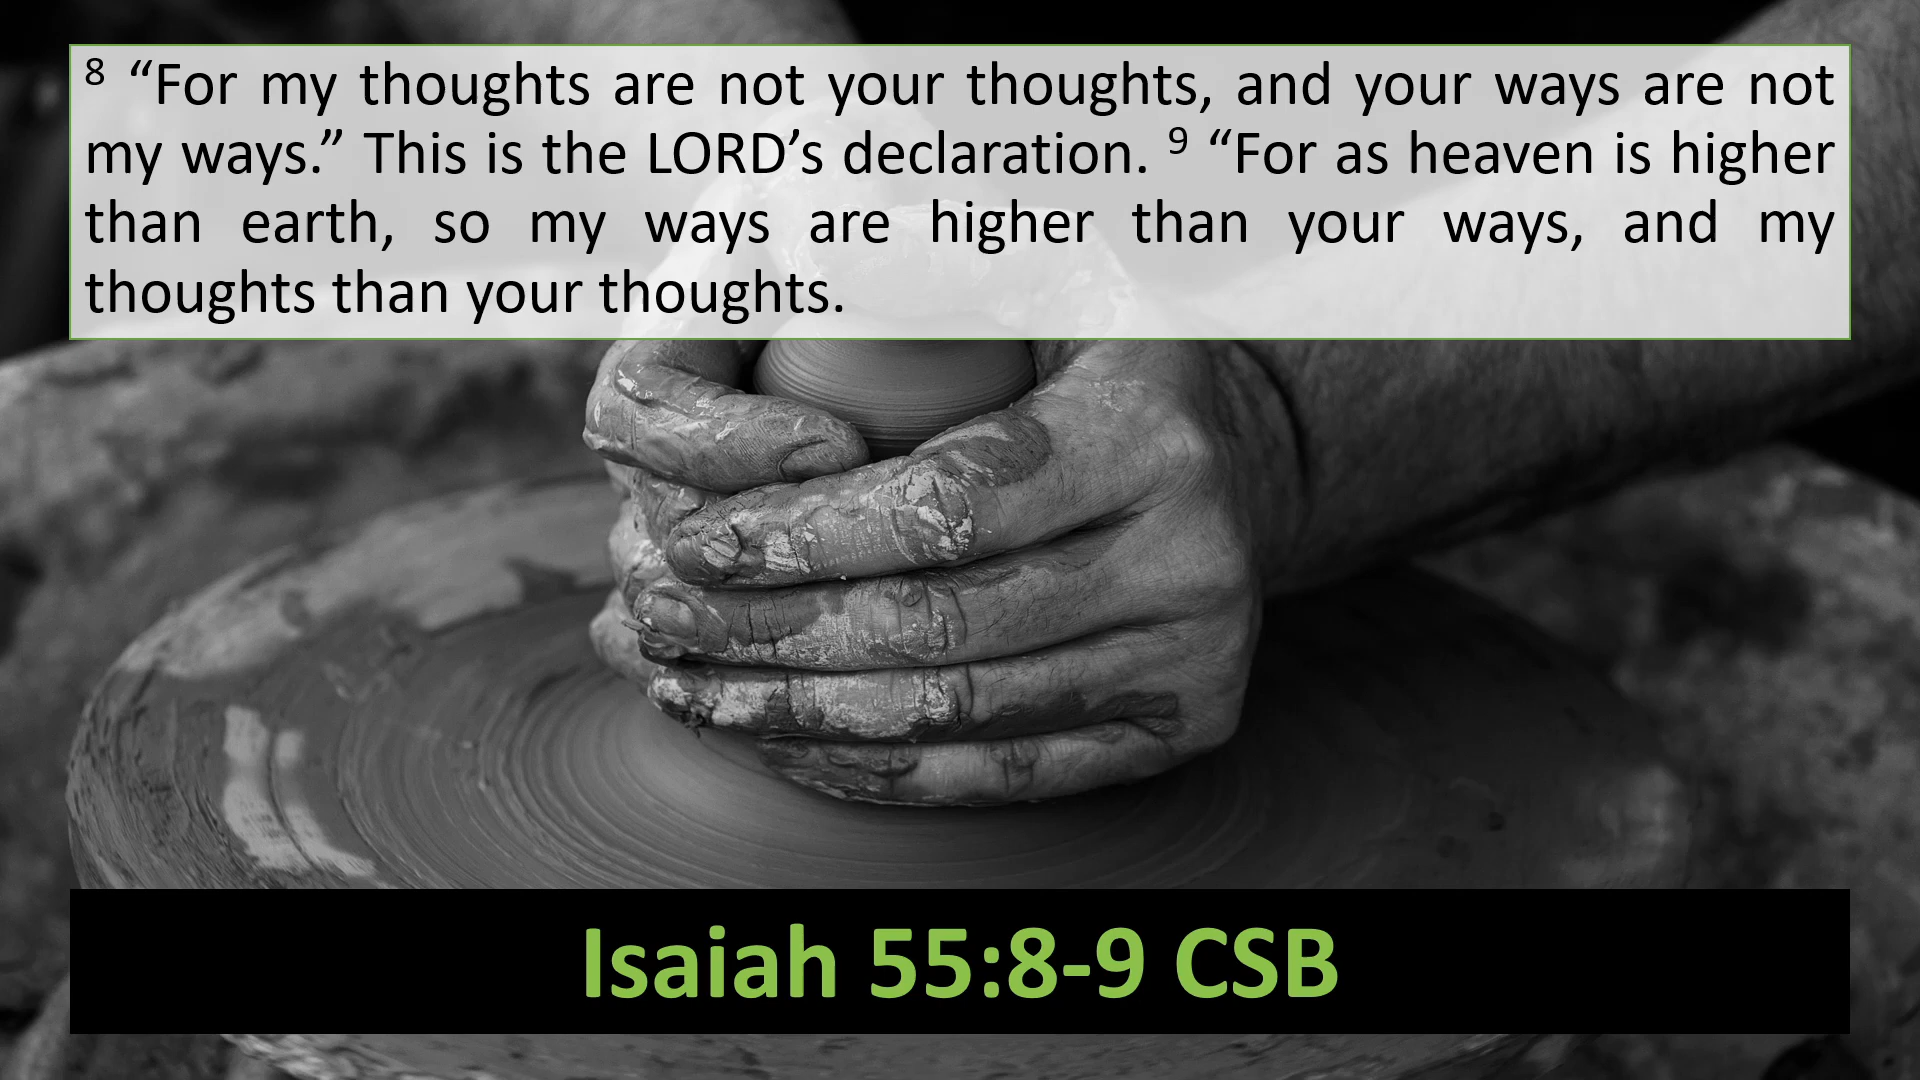 8 “For my thoughts are not your thoughts, and your ways are not
my ways.” This is the LORD’s declaration. 9 “For as heaven is higher
than earth, so my ways are higher than your ways, and my
thoughts than your thoughts.
Isaiah 55:8-9 CSB